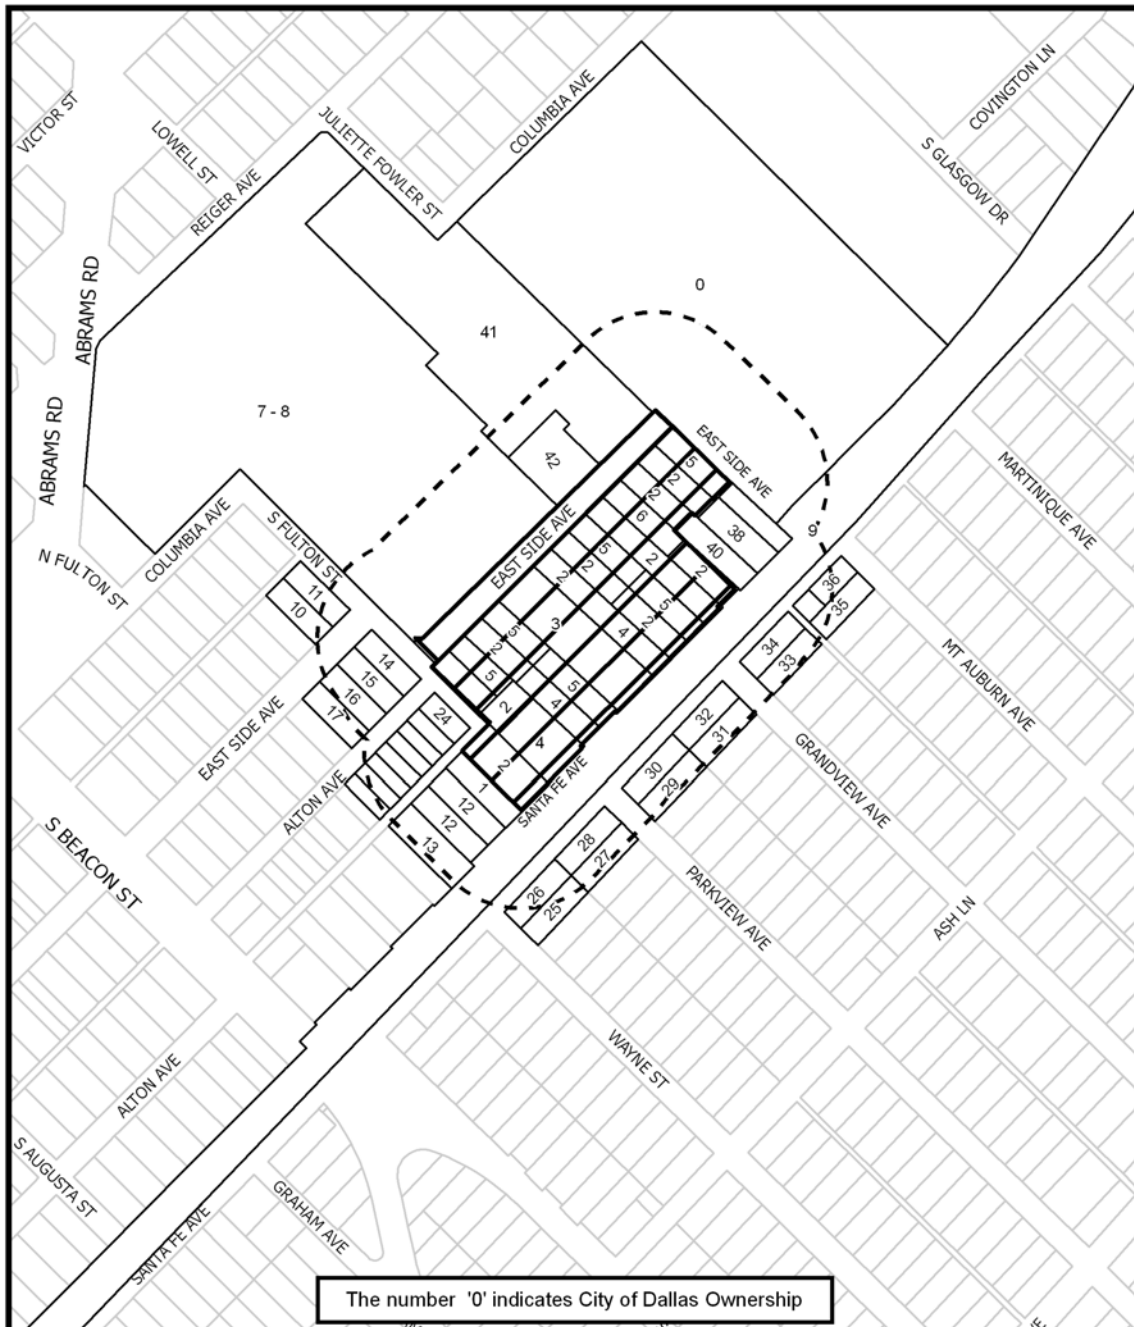 COVINGTON LN
COLUMBIA AVE
VICTOR ST
LOWELL ST
JULIETTE FOWLER ST
S GLASGOW DR
REIGER AVE
ABRAMS RD
0
41
7 - 8
ABRAMS RD
EAST SIDE AVE
MARTINIQUE AVE
42
5
2
2
6
38
40
9
COLUMBIA AVE
S FULTON ST
N FULTON ST
EAST SIDE AVE
5
2
2
2
2
5
2
4
3
5
2
5
2
5
4
4
2
36
35
34
33
11
10
14
15
16
17
24
MT AUBURN AVE
32
31
30
29
EAST SIDE AVE
ALTON AVE
1
12
12
13
SANTA FE AVE
GRANDVIEW AVE
28
27
26
25
S BEACON ST
PARKVIEW AVE
ASH LN
WAYNE ST
ALTON AVE
S AUGUSTA ST
SANTA FE AVE
GRAHAM AVE
The number '0' indicates City of Dallas Ownership